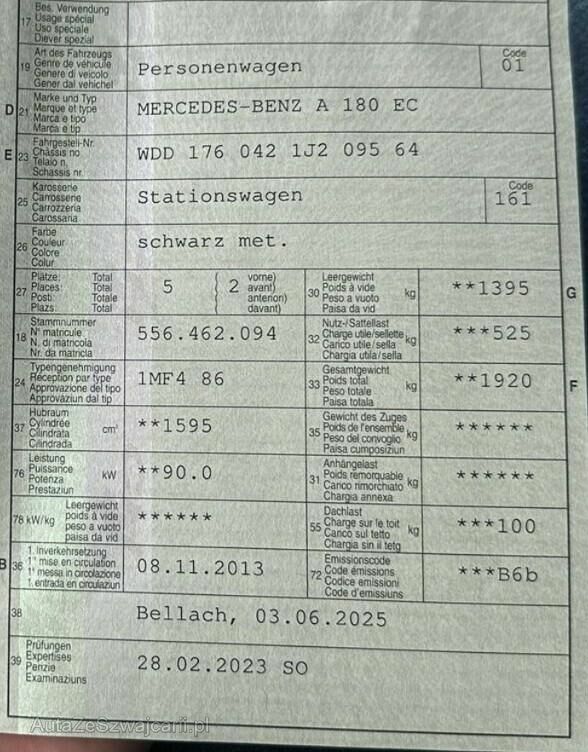 17 Bes. Verwendung
Usage spécial
Uso speciale
Diever spezial
19 Art des Fahrzeugs
Genre de véhicule
Genere di veicolo
Gener dal vehichel
Personenwagen
Code
01
D 21 Marke und Typ
Marque et type
Marca e tipo
Marca e tip
MERCEDES-BENZ A 180 EC
E 23 Fahrgestell-Nr.
Châssis no
Telaio n.
Schassis nr.
WDD 176 042 1J2 095 64
25 Karosserie
Carrosserie
Carrozzeria
Carossaria
Stationswagen
Code
161
26 Farbe
Couleur
Colore
Colur
schwarz met.
27 Plätze: Total
Places: Total
Posti: Totale
Plazs: Total
5 ( 2 vorne)
avant)
anteriori)
davant)
30 Leergewicht
Poids à vide kg
Peso a vuoto
Paisa da vid
**1395 G
18 Stammnummer
N° matricule
N. di matricola
Nr. da matricla
556.462.094
32 Nutz-/Sattellast
Charge utile/sellette kg
Carico utile/sella
Chargia utila/sella
***525
24 Typengenehmigung
Réception par type
Approvazione del tipo
Approvaziun dal tip
1MF4 86
33 Gesamtgewicht
Poids total kg
Peso totale
Paisa totala
**1920 F
37 Hubraum
Cylindrée cm³
Cilindrata
Cilindrada
**1595
35 Gewicht des Zuges
Poids de l'ensemble kg
Peso del convoglio
Paisa cumposiziun
******
76 Leistung
Puissance kW
Potenza
Prestaziun
**90.0
31 Anhängelast
Poids remorquable kg
Carico rimorchiato
Chargia annexa
******
78 kW/kg Leergewicht
poids à vide
peso a vuoto
paisa da vid
******
55 Dachlast
Charge sur le toit kg
Carico sul tetto
Chargia sin il tetg
***100
B 36 1. Inverkehrsetzung
1re mise en circulation
1a messa in circolazione
1. entrada en circulaziun
08.11.2013
72 Emissionscode
Code émissions
Codice emissioni
Code d'emissiuns
***B6b
38 Bellach, 03.06.2025
39 Prüfungen
Expertises
Perizie
Examinaziuns
28.02.2023 SO
AutazeSzwajcarii.pl